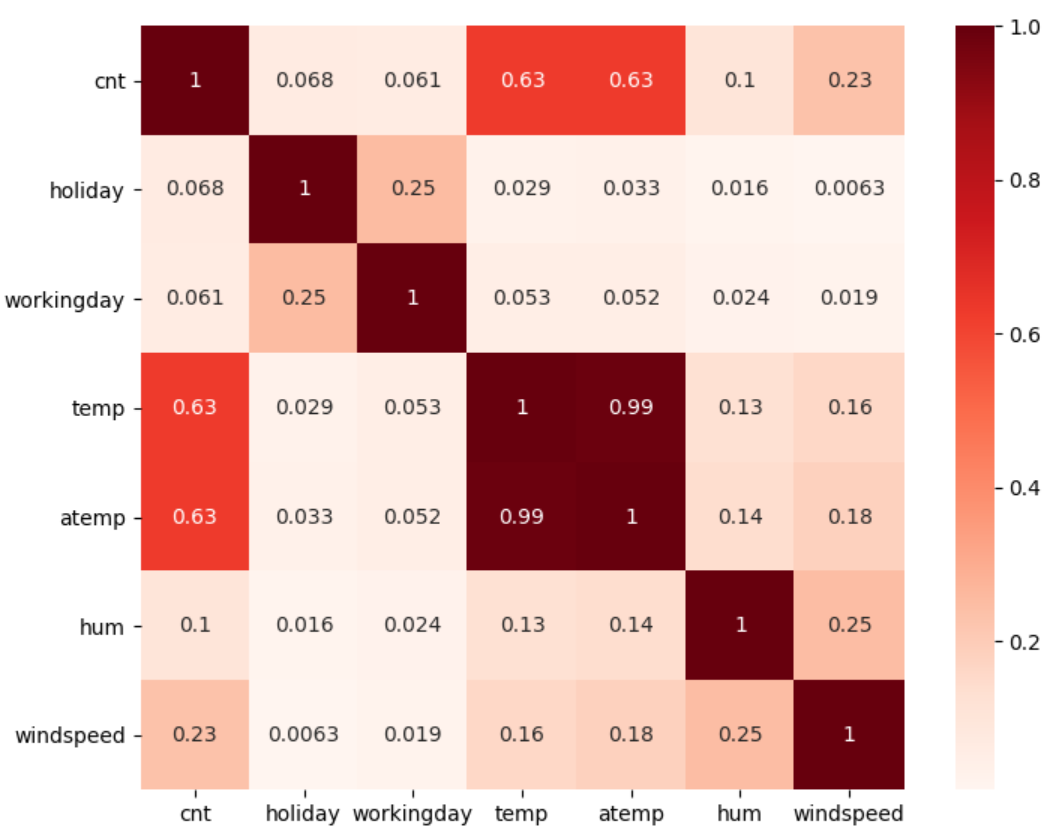 1.0
cnt 1 0.068 0.061 0.63 0.63 0.1 0.23
0.8
holiday 0.068 1 0.25 0.029 0.033 0.016 0.0063
workingday 0.061 0.25 1 0.053 0.052 0.024 0.019
0.6
temp 0.63 0.029 0.053 1 0.99 0.13 0.16
0.4
atemp 0.63 0.033 0.052 0.99 1 0.14 0.18
hum 0.1 0.016 0.024 0.13 0.14 1 0.25
0.2
windspeed 0.23 0.0063 0.019 0.16 0.18 0.25 1
cnt holiday workingday temp atemp hum windspeed